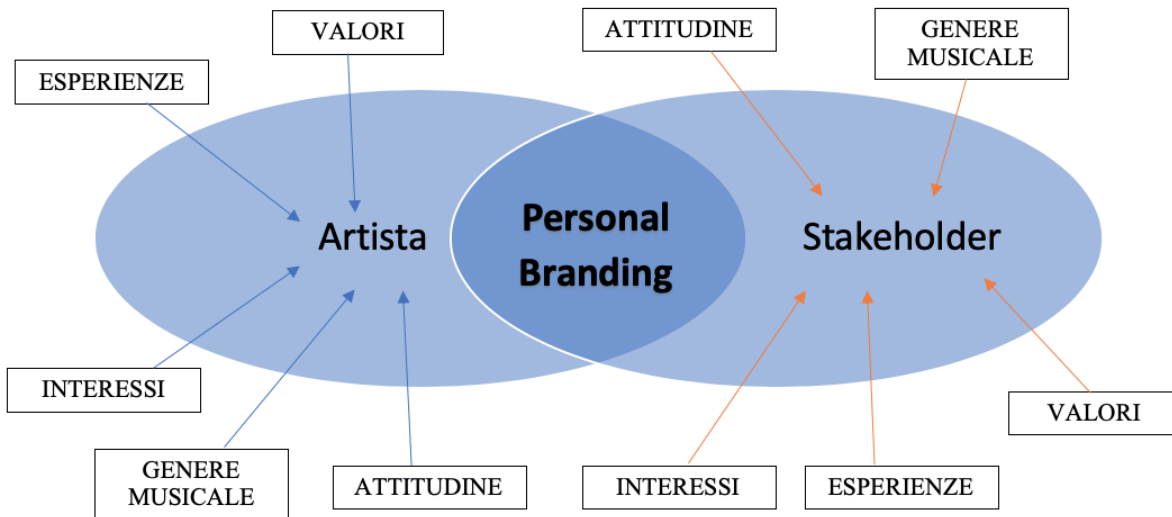 VALORI
ATTITUDINE
GENERE
MUSICALE
ESPERIENZE
Artista
Personal
Branding
Stakeholder
INTERESSI
VALORI
GENERE
MUSICALE
ATTITUDINE
INTERESSI
ESPERIENZE